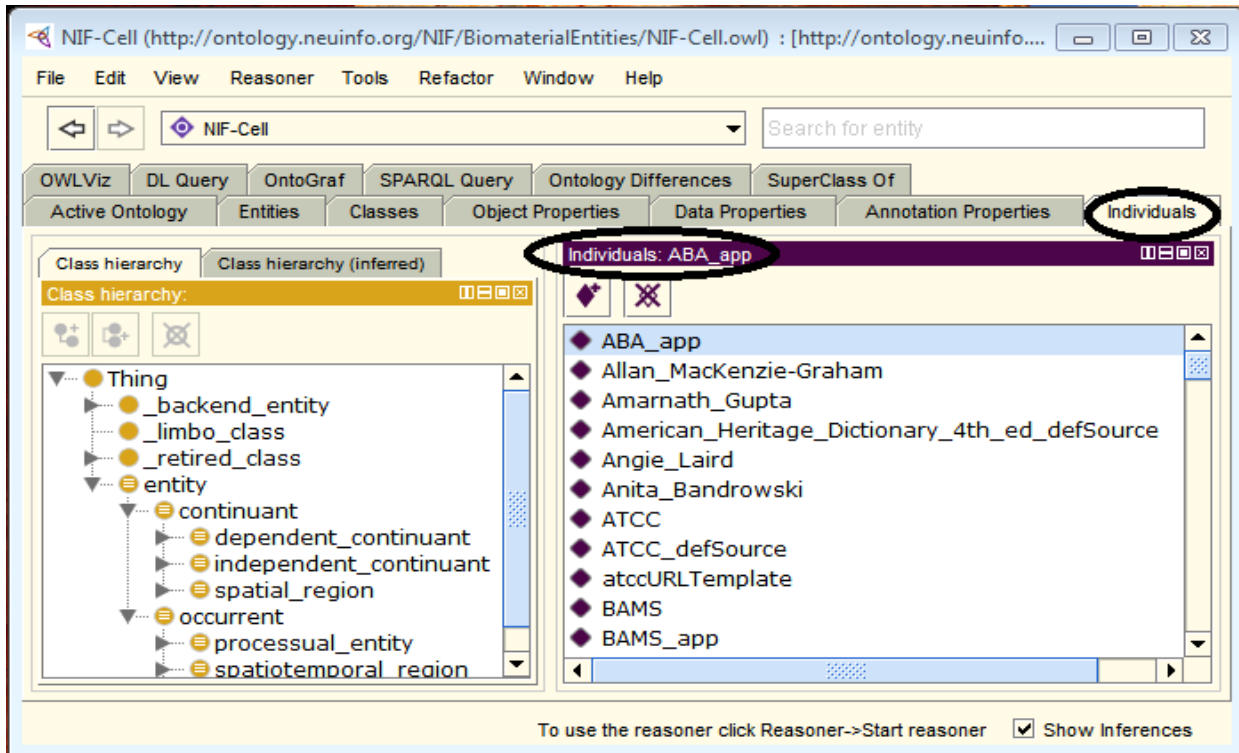 NIF-Cell (http://ontology.neuinfo.org/NIF/BiomaterialEntities/NIF-Cell.owl) : [http://ontology.neuinfo....
File Edit View Reasoner Tools Refactor Window Help
NIF-Cell Search for entity
OWLViz DL Query OntoGraf SPARQL Query Ontology Differences SuperClass Of
Active Ontology Entities Classes Object Properties Data Properties Annotation Properties Individuals
Class hierarchy Class hierarchy (inferred)
Class hierarchy:
Thing
_backend_entity
_limbo_class
_retired_class
entity
continuant
dependent_continuant
independent_continuant
spatial_region
occurrent
processual_entity
spatiotemporal_region
Individuals: ABA_app
ABA_app
Allan_MacKenzie-Graham
Amarnath_Gupta
American_Heritage_Dictionary_4th_ed_defSource
Angie_Laird
Anita_Bandrowski
ATCC
ATCC_defSource
atccURLTemplate
BAMS
BAMS_app
To use the reasoner click Reasoner->Start reasoner Show Inferences